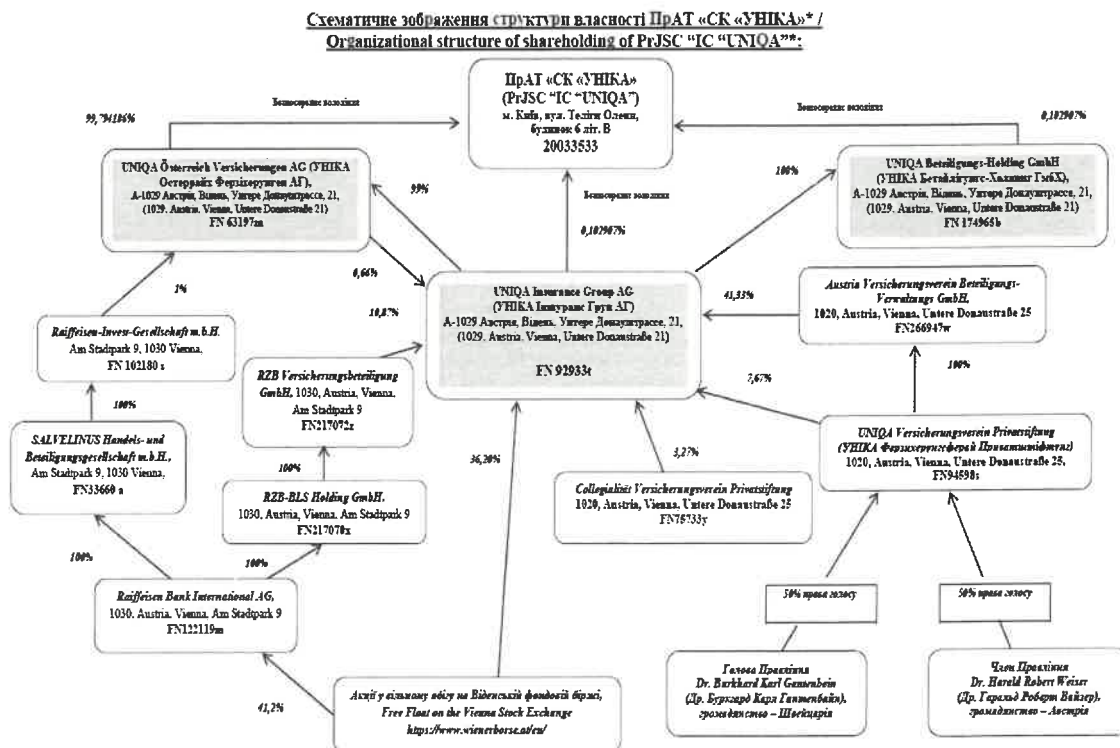 Схематичне зображення структури власності ПрАТ «СК «УНІКА»* /
Organizational structure of shareholding of PrJSC “IC “UNIQA”*:
ПрАТ «СК «УНІКА»
(PrJSC “IC “UNIQA”)
м. Київ, вул. Теліги Олени,
будинок 6 літ. В
20033533
Безпосереднє володіння
99,794186%
Безпосереднє володіння
0,102907%
UNIQA Österreich Versicherungen AG (УНІКА
Остеррайх Ферзіхерунген АГ),
А-1029 Австрія, Відень, Унтере Донауштрассе, 21,
(1029. Austria. Vienna, Untere Donaustraße 21)
FN 63197m
99%
Безпосереднє володіння
0,102907%
100%
UNIQA Beteiligungs-Holding GmbH
(УНІКА Бетайлігунгс-Холдинг ГмбХ),
А-1029 Австрія, Відень, Унтере Донауштрассе, 21,
(1029. Austria. Vienna, Untere Donaustraße 21)
FN 174965b
0,66%
1%
10,87%
UNIQA Insurance Group AG
(УНІКА Іншуранс Груп АГ)
А-1029 Австрія, Відень, Унтере Донауштрассе, 21,
(1029. Austria. Vienna, Untere Donaustraße 21)
FN 92933t
41,33%
Austria Versicherungsverein Beteiligungs-
Verwaltungs GmbH,
1020, Austria, Vienna, Untere Donaustraße 25
FN266947w
Raiffeisen-Invest-Gesellschaft m.b.H.
Am Stadtpark 9, 1030 Vienna,
FN 102180 s
RZB Versicherungsbeteiligung
GmbH, 1030, Austria, Vienna,
Am Stadtpark 9
FN217072z
7,67%
100%
100%
SALVELINUS Handels- und
Beteiligungsgesellschaft m.b.H.,
Am Stadtpark 9, 1030 Vienna,
FN33660 a
100%
36,20%
3,27%
UNIQA Versicherungsverein Privatstiftung
(УНІКА Ферзіхерунгсферайн Приватштіфтунг)
1020, Austria, Vienna, Untere Donaustraße 25,
FN94598s
RZB-BLS Holding GmbH.
1030, Austria, Vienna, Am Stadtpark 9
FN217078x
Collegialität Versicherungsverein Privatstiftung
1020, Austria, Vienna, Untere Donaustraße 25
FN75733y
100%
100%
Raiffeisen Bank International AG,
1030, Austria, Vienna, Am Stadtpark 9
FN122119m
50% права голосу
50% права голосу
41,2%
Акції у вільному обігу на Віденській фондовій біржі,
Free Float on the Vienna Stock Exchange
https://www.wienerborse.at/en/
Голова Правління
Dr. Burkhard Karl Gantenbein
(Др. Буркгард Карл Гантенбайн),
громадянство – Швейцарія
Член Правління
Dr. Harald Robert Weiser
(Др. Гаральд Роберт Вайзер),
громадянство – Австрія